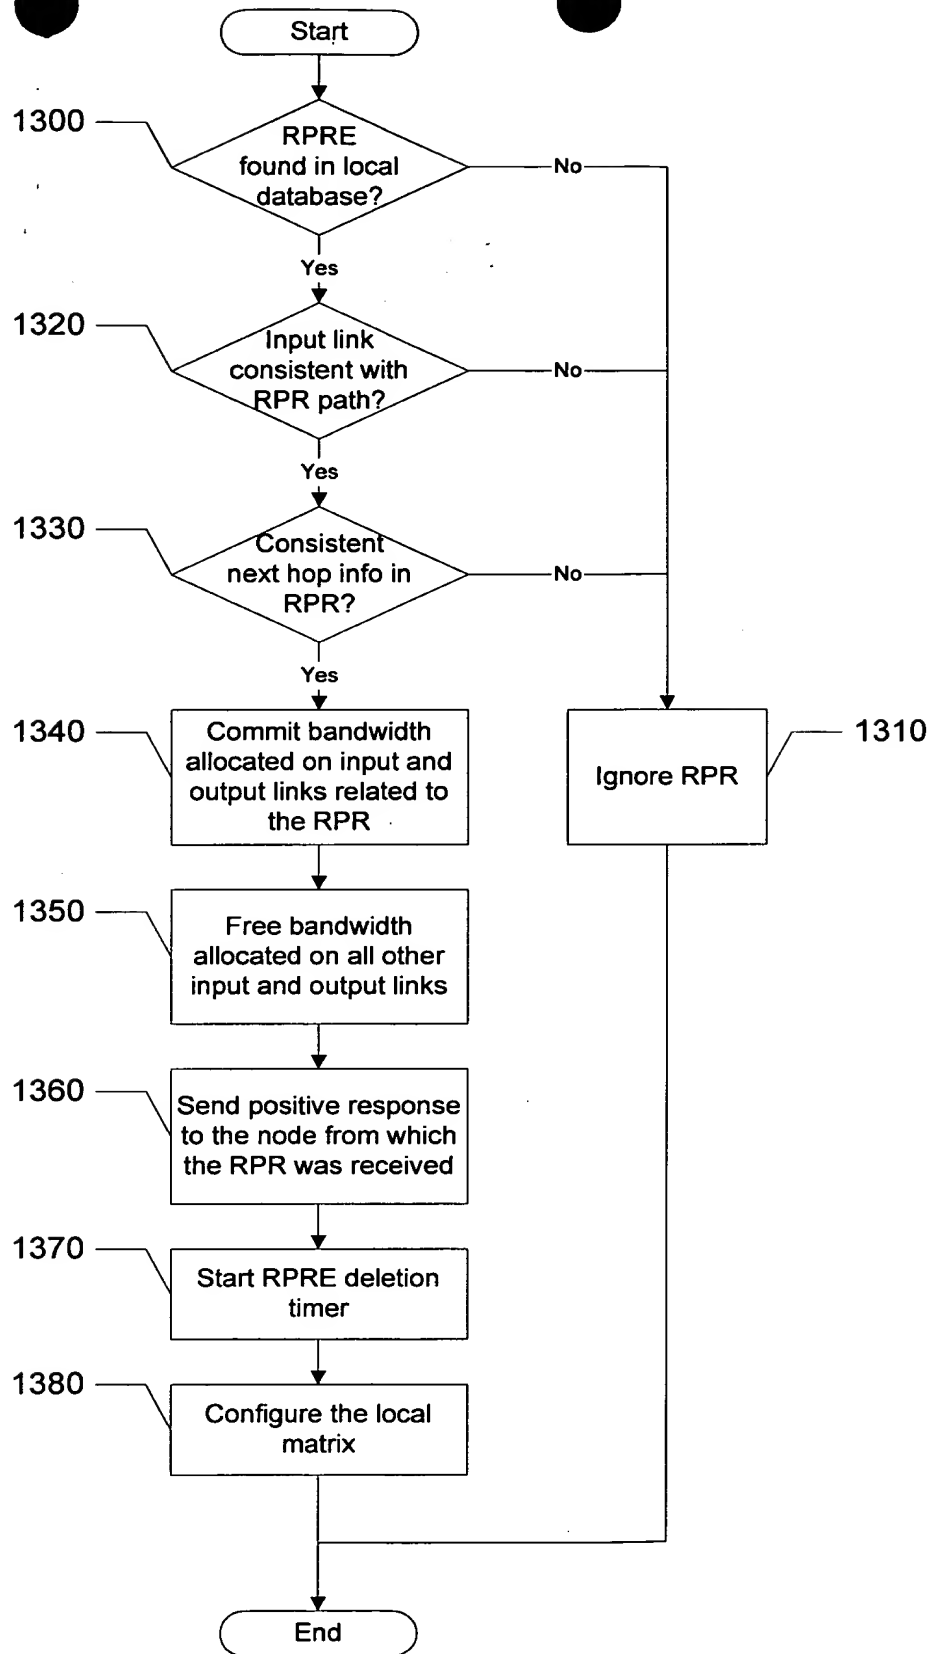 Start
1300
RPRE
found in local
database?
No
Yes
1320
Input link
consistent with
RPR path?
No
Yes
1330
Consistent
next hop info in
RPR?
No
Yes
1340
Commit bandwidth
allocated on input and
output links related to
the RPR
Ignore RPR
1310
1350
Free bandwidth
allocated on all other
input and output links
1360
Send positive response
to the node from which
the RPR was received
1370
Start RPRE deletion
timer
1380
Configure the local
matrix
End